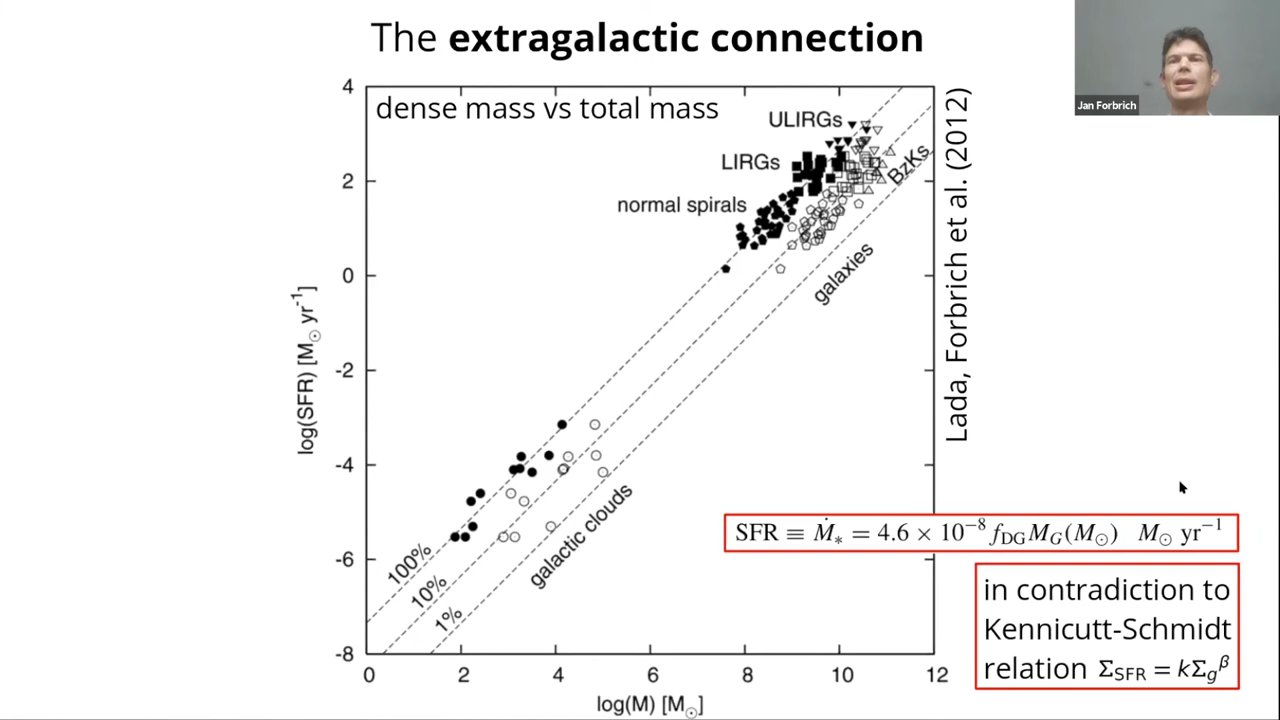 The extragalactic connection
Jan Forbrich
dense mass vs total mass
ULIRGs
LIRGs
normal spirals
BzKs
galaxies
galactic clouds
100%
10%
1%
4
2
0
-2
-4
-6
-8
0 2 4 6 8 10 12
log(SFR) [M☉ yr⁻¹]
log(M) [M☉]
Lada, Forbrich et al. (2012)
SFR ≡ Ṁ∗ = 4.6 × 10⁻⁸ f_DG M_G(M☉) M☉ yr⁻¹
in contradiction to
Kennicutt-Schmidt
relation Σ_SFR = kΣ_g^β